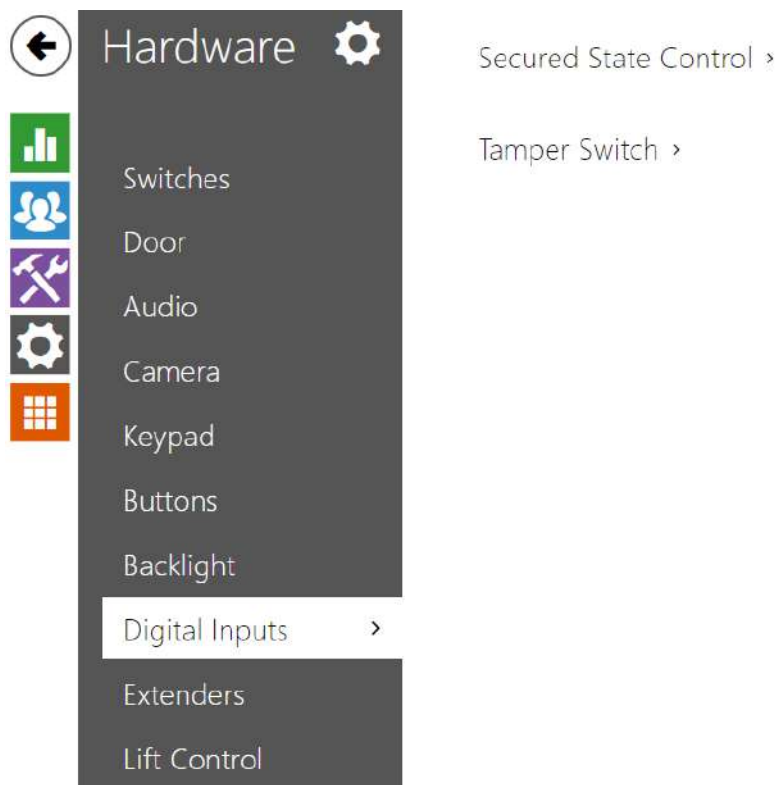 Hardware
Switches
Door
Audio
Camera
Keypad
Buttons
Backlight
Digital Inputs ›
Extenders
Lift Control
Secured State Control ›
Tamper Switch ›